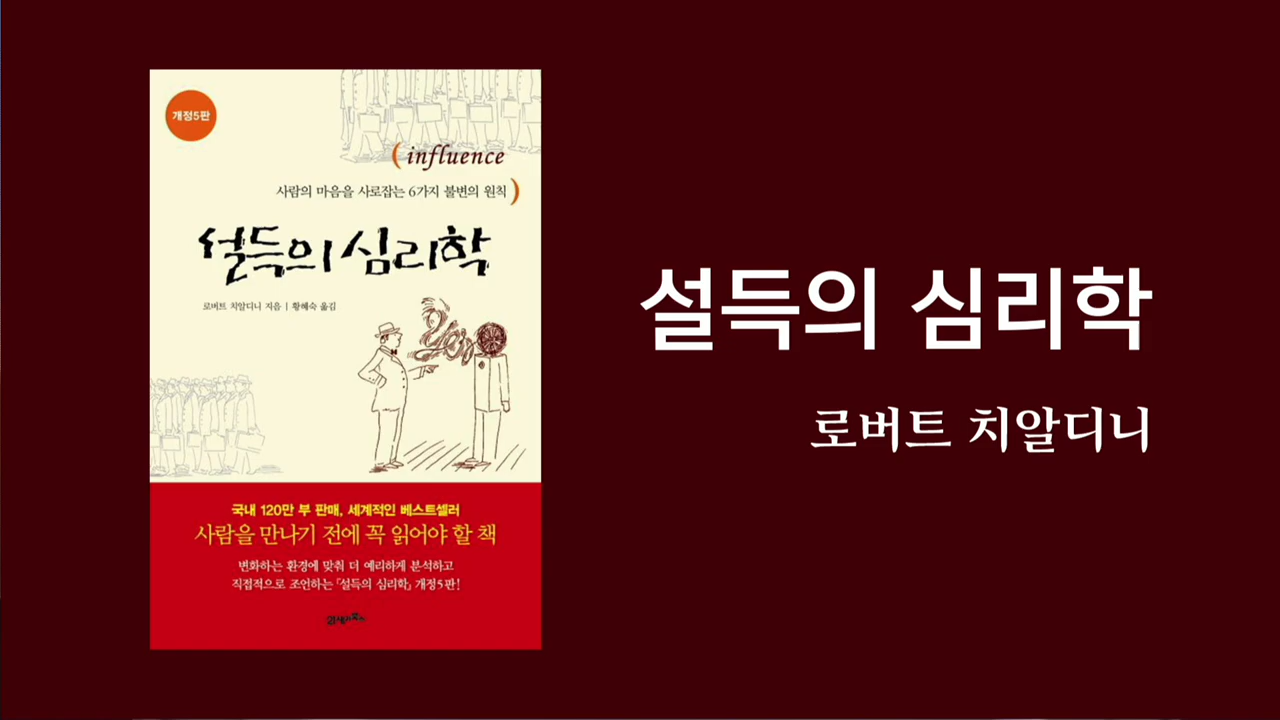 개정5판
influence
사람의 마음을 사로잡는 6가지 불변의 원칙
설득의 심리학
로버트 치알디니 지음 | 황혜숙 옮김
국내 120만 부 판매, 세계적인 베스트셀러
사람을 만나기 전에 꼭 읽어야 할 책
변화하는 환경에 맞춰 더 예리하게 분석하고
직접적으로 조언하는 『설득의 심리학』 개정5판!
21세기북스
설득의 심리학
로버트 치알디니